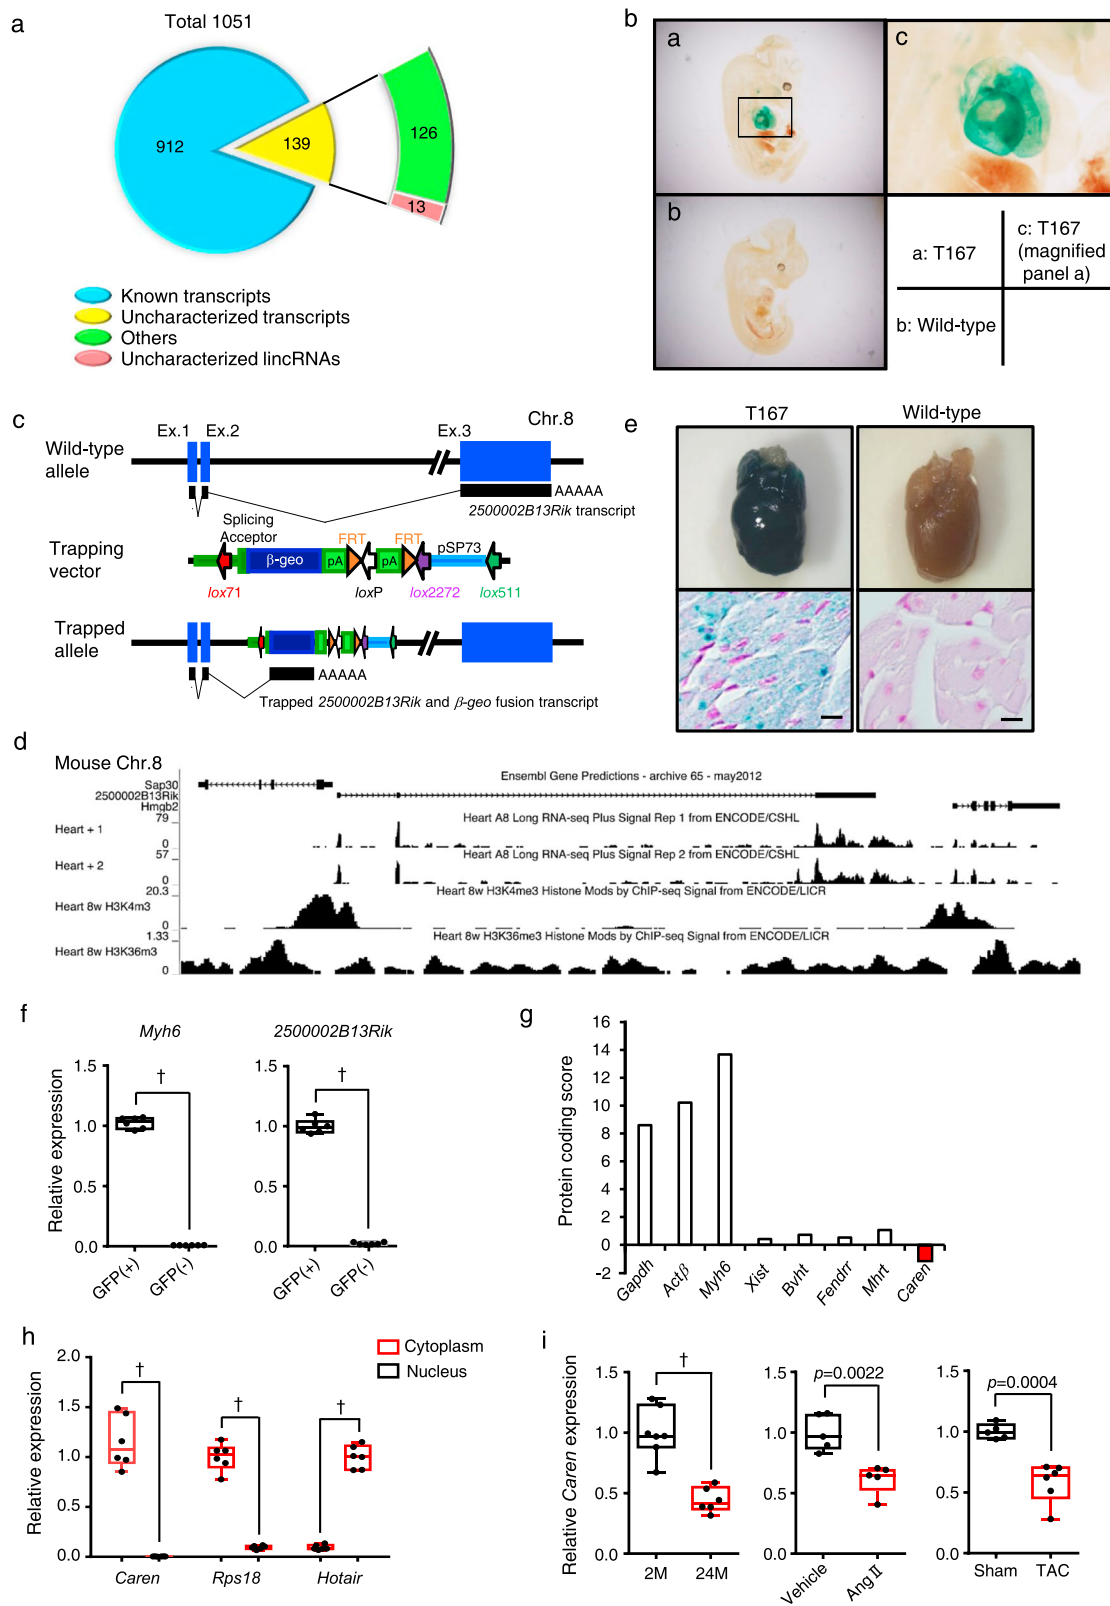 a
Total 1051
912
139
126
13
Known transcripts
Uncharacterized transcripts
Others
Uncharacterized lincRNAs
b
a
c
b
a: T167
c: T167
(magnified
panel a)
b: Wild-type
c
Chr.8
Wild-type
allele
Ex.1
Ex.2
Ex.3
AAAAA
2500002B13Rik transcript
Splicing
Acceptor
Trapping
vector
FRT
FRT
pSP73
β-geo
pA
pA
lox71
loxP
lox2272
lox511
Trapped
allele
AAAAA
Trapped 2500002B13Rik and β-geo fusion transcript
e
T167
Wild-type
d
Mouse Chr.8
Ensembl Gene Predictions - archive 65 - may2012
Sap30
2500002B13Rik
Hmgb2
79
Heart A8 Long RNA-seq Plus Signal Rep 1 from ENCODE/CSHL
Heart + 1
0
57
Heart A8 Long RNA-seq Plus Signal Rep 2 from ENCODE/CSHL
Heart + 2
0
20.3
Heart 8w H3K4me3 Histone Mods by ChIP-seq Signal from ENCODE/LICR
Heart 8w H3K4m3
0
1.33
Heart 8w H3K36me3 Histone Mods by ChIP-seq Signal from ENCODE/LICR
Heart 8w H3K36m3
0
f
Myh6
Relative expression
1.5
1.0
0.5
0.0
†
GFP(+)
GFP(-)
2500002B13Rik
1.5
1.0
0.5
0.0
†
GFP(+)
GFP(-)
g
Protein coding score
16
14
12
10
8
6
4
2
0
-2
Gapdh
Actβ
Myh6
Xist
Bvht
Fendrr
Mhrt
Caren
h
Cytoplasm
Nucleus
Relative expression
2.0
1.5
1.0
0.5
0.0
†
†
†
Caren
Rps18
Hotair
i
Relative Caren expression
1.5
1.0
0.5
0.0
†
2M
24M
1.5
1.0
0.5
0.0
p=0.0022
Vehicle
Ang II
1.5
1.0
0.5
0.0
p=0.0004
Sham
TAC